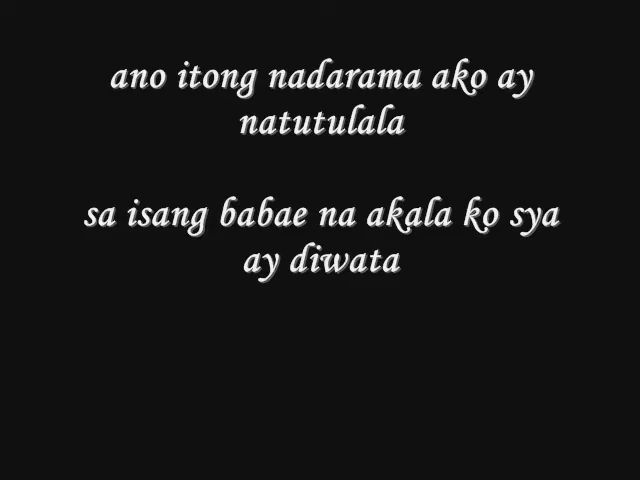 ano itong nadarama ako ay
natutulala
sa isang babae na akala ko sya
ay diwata